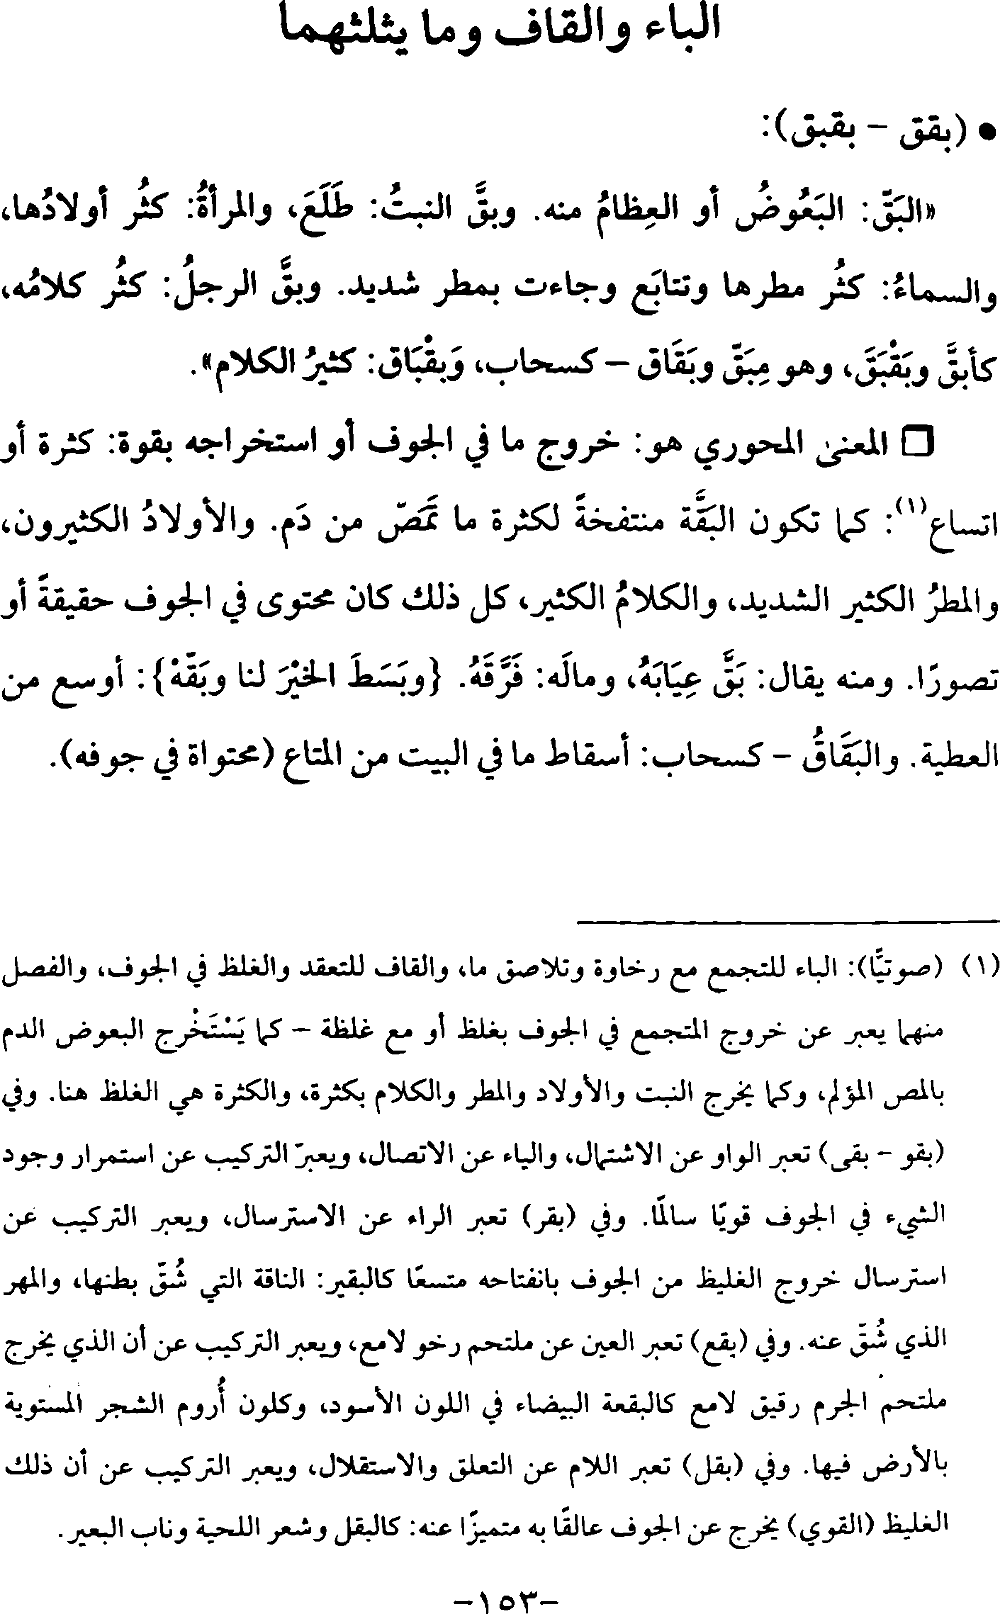 الباء والقاف وما يثلثهما
• (بقق - بقبق):
«البَقّ: البَعُوضُ أو العِظامُ منه. وبقَّ النبتُ: طَلَعَ، والمرأةُ: كثُر أولادُها،
والسماءُ: كثُر مطرها وتتابَع وجاءت بمطر شديد. وبقَّ الرجلُ: كثُر كلامُه،
كأبقَّ وبَقْبَقَ، وهو مِبَقّ وبَقَاق – كسحاب، وَبقْبَاق: كثيرُ الكلام».
□ المعنى المحوري هو: خروج ما في الجوف أو استخراجه بقوة: كثرة أو
اتساع(١): كما تكون البَقَّة منتفخةً لكثرة ما تَمَصّ من دَم. والأولادُ الكثيرون،
والمطرُ الكثير الشديد، والكلامُ الكثير، كل ذلك كان محتوى في الجوف حقيقةً أو
تصورًا. ومنه يقال: بَقَّ عِيَابَهُ، ومالَه: فَرَّقَهُ. {وبَسَطَ الخيْرَ لنا وبَقّهْ}: أوسع من
العطية. والبَقَاقُ – كسحاب: أسقاط ما في البيت من المتاع (محتواة في جوفه).
(١) (صوتيًّا): الباء للتجمع مع رخاوة وتلاصق ما، والقاف للتعقد والغلظ في الجوف، والفصل
منهما يعبر عن خروج المتجمع في الجوف بغلظ أو مع غلظة – كما يَسْتَخْرج البعوض الدم
بالمص المؤلم، وكما يخرج النبت والأولاد والمطر والكلام بكثرة، والكثرة هي الغلظ هنا. وفي
(بقو - بقى) تعبر الواو عن الاشتمال، والياء عن الاتصال، ويعبرّ التركيب عن استمرار وجود
الشيء في الجوف قويًا سالمًا. وفي (بقر) تعبر الراء عن الاسترسال، ويعبر التركيب عن
استرسال خروج الغليظ من الجوف بانفتاحه متسعًا كالبقير: الناقة التي شُقّ بطنها، والمهر
الذي شُقّ عنه. وفي (بقع) تعبر العين عن ملتحم رخو لامع، ويعبر التركيب عن أن الذي يخرج
ملتحم الجرم رقيق لامع كالبقعة البيضاء في اللون الأسود، وكلون أُروم الشجر المستوية
بالأرض فيها. وفي (بقل) تعبر اللام عن التعلق والاستقلال، ويعبر التركيب عن أن ذلك
الغليظ (القوي) يخرج عن الجوف عالقًا به متميزًا عنه: كالبقل وشعر اللحية وناب البعير.
-١٥٣-